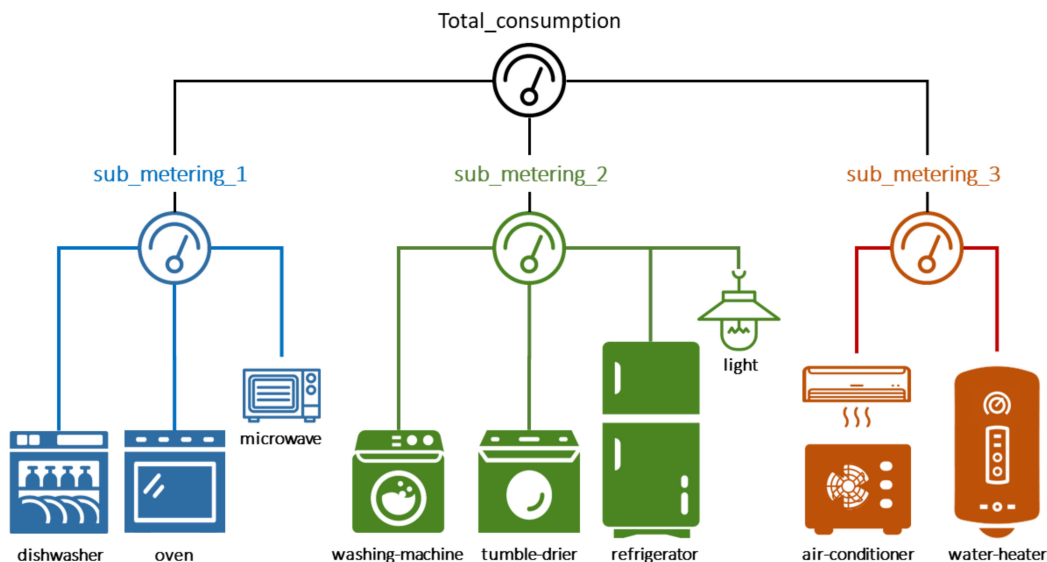 Total_consumption
sub_metering_1
sub_metering_2
sub_metering_3
light
microwave
dishwasher
oven
washing-machine
tumble-drier
refrigerator
air-conditioner
water-heater